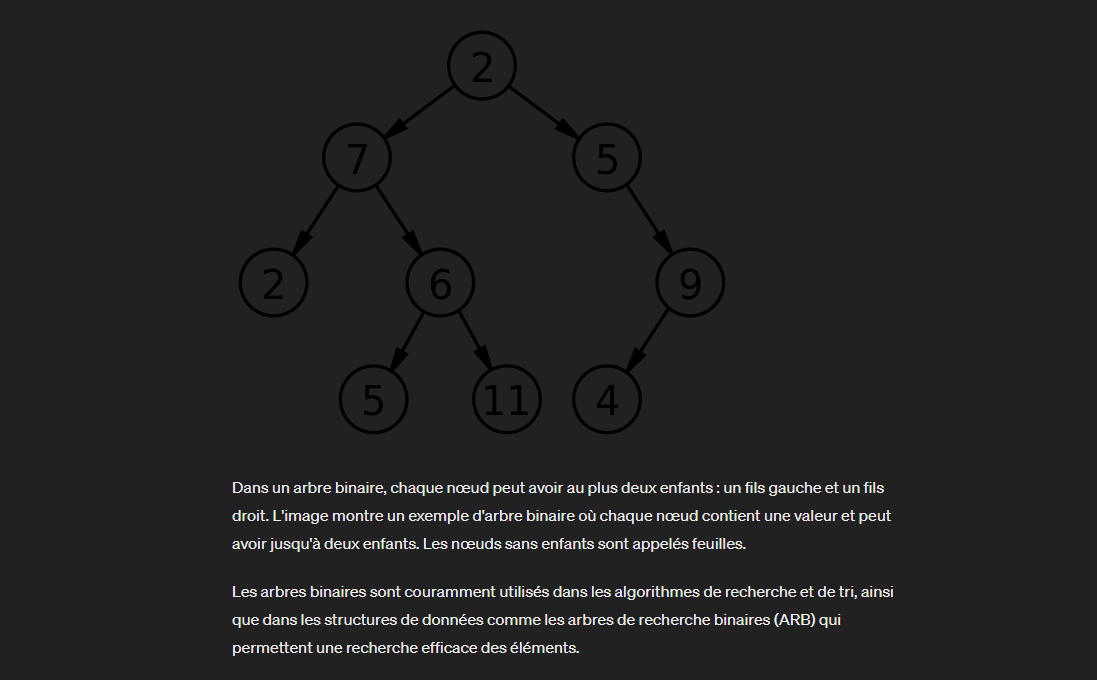 2
7 5
2 6 9
5 11 4
Dans un arbre binaire, chaque nœud peut avoir au plus deux enfants : un fils gauche et un fils
droit. L'image montre un exemple d'arbre binaire où chaque nœud contient une valeur et peut
avoir jusqu'à deux enfants. Les nœuds sans enfants sont appelés feuilles.
Les arbres binaires sont couramment utilisés dans les algorithmes de recherche et de tri, ainsi
que dans les structures de données comme les arbres de recherche binaires (ARB) qui
permettent une recherche efficace des éléments.